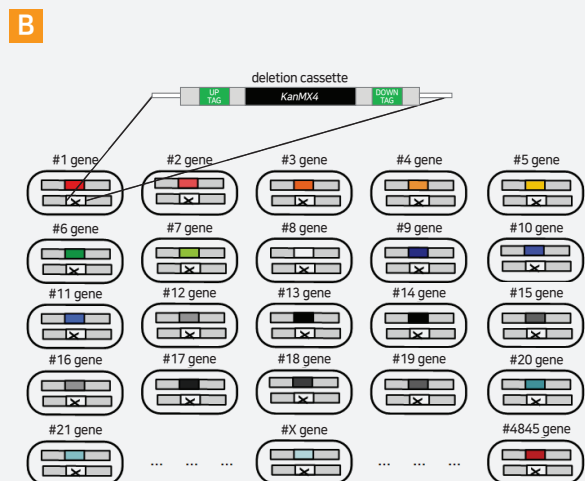 B
deletion cassette
UP TAG KanMX4 DOWN TAG
#1 gene #2 gene #3 gene #4 gene #5 gene
#6 gene #7 gene #8 gene #9 gene #10 gene
#11 gene #12 gene #13 gene #14 gene #15 gene
#16 gene #17 gene #18 gene #19 gene #20 gene
#21 gene #X gene #4845 gene
... ... ... ... ... ...